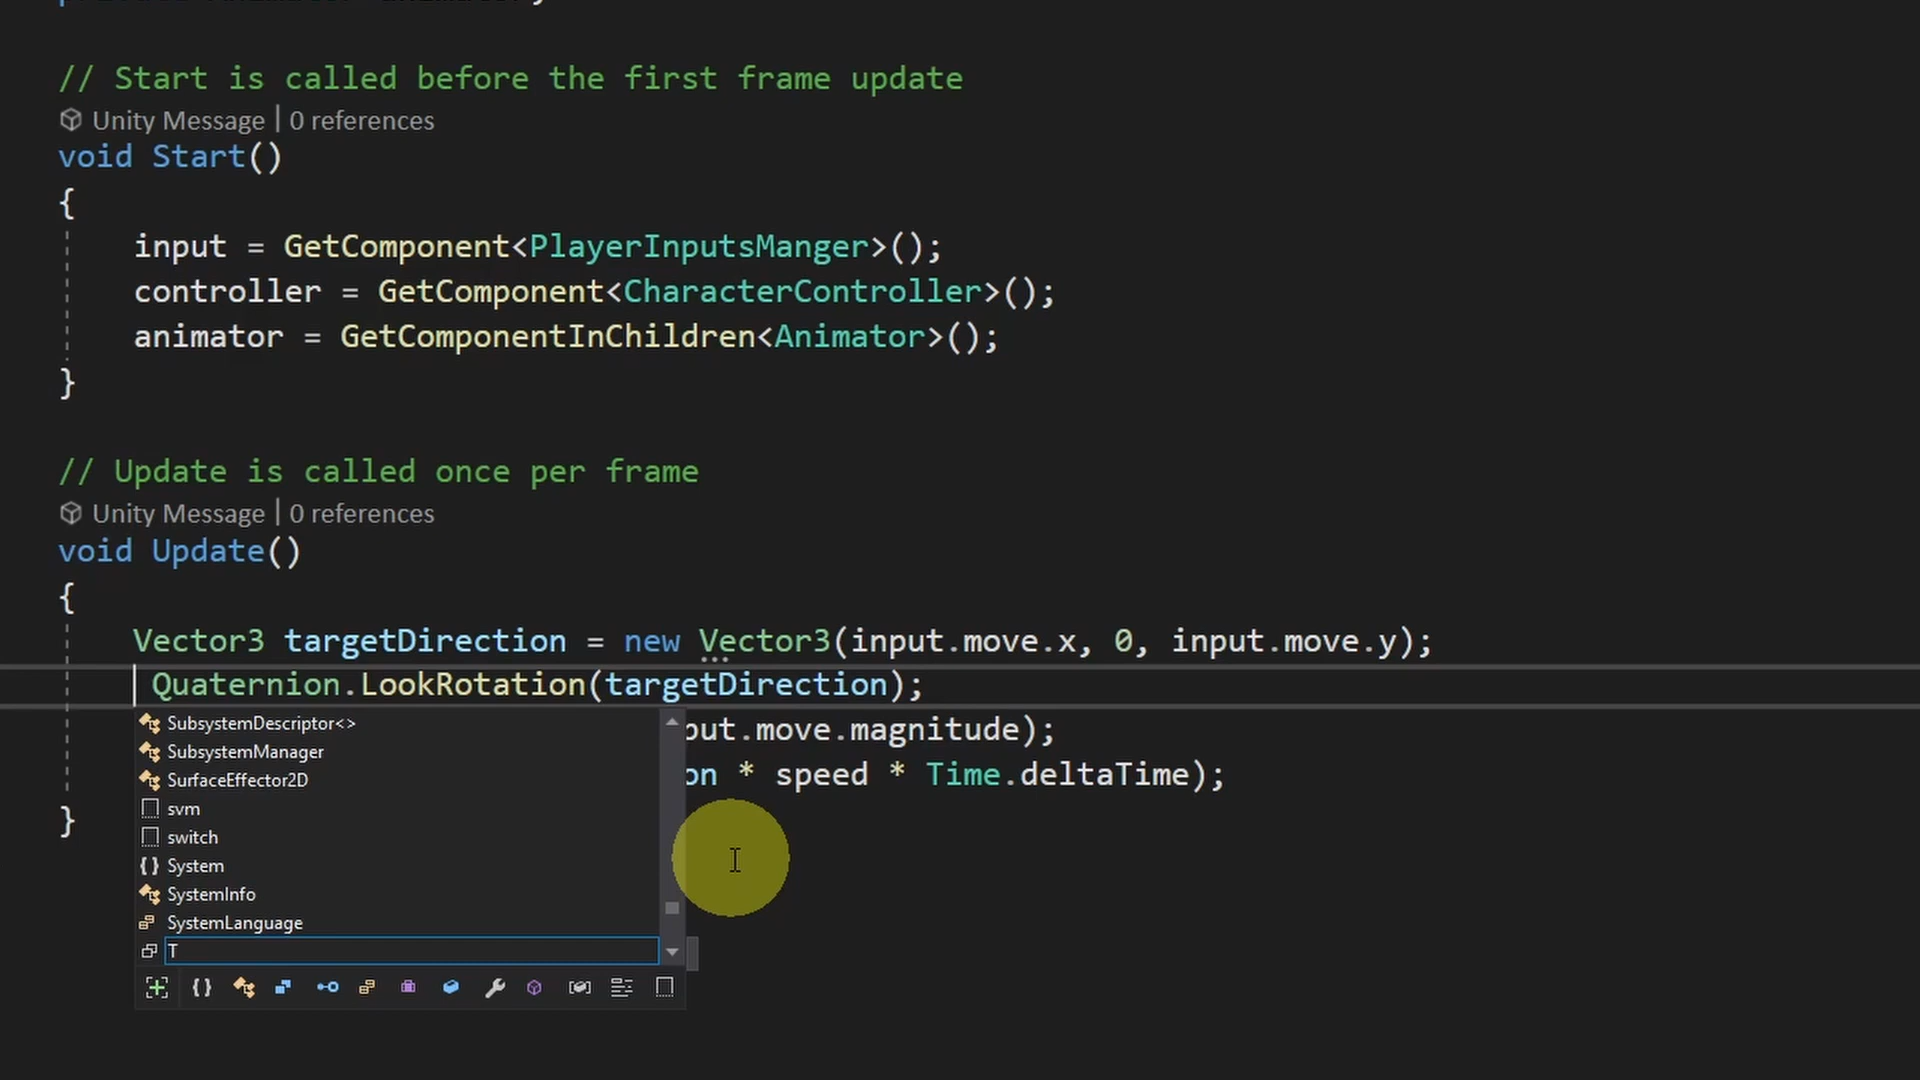 // Start is called before the first frame update
Unity Message | 0 references
void Start()
{
input = GetComponent<PlayerInputsManger>();
controller = GetComponent<CharacterController>();
animator = GetComponentInChildren<Animator>();
}
// Update is called once per frame
Unity Message | 0 references
void Update()
{
Vector3 targetDirection = new Vector3(input.move.x, 0, input.move.y);
Quaternion.LookRotation(targetDirection);
put.move.magnitude);
on * speed * Time.deltaTime);
}
SubsystemDescriptor<>
SubsystemManager
SurfaceEffector2D
svm
switch
{} System
SystemInfo
SystemLanguage
T
{}